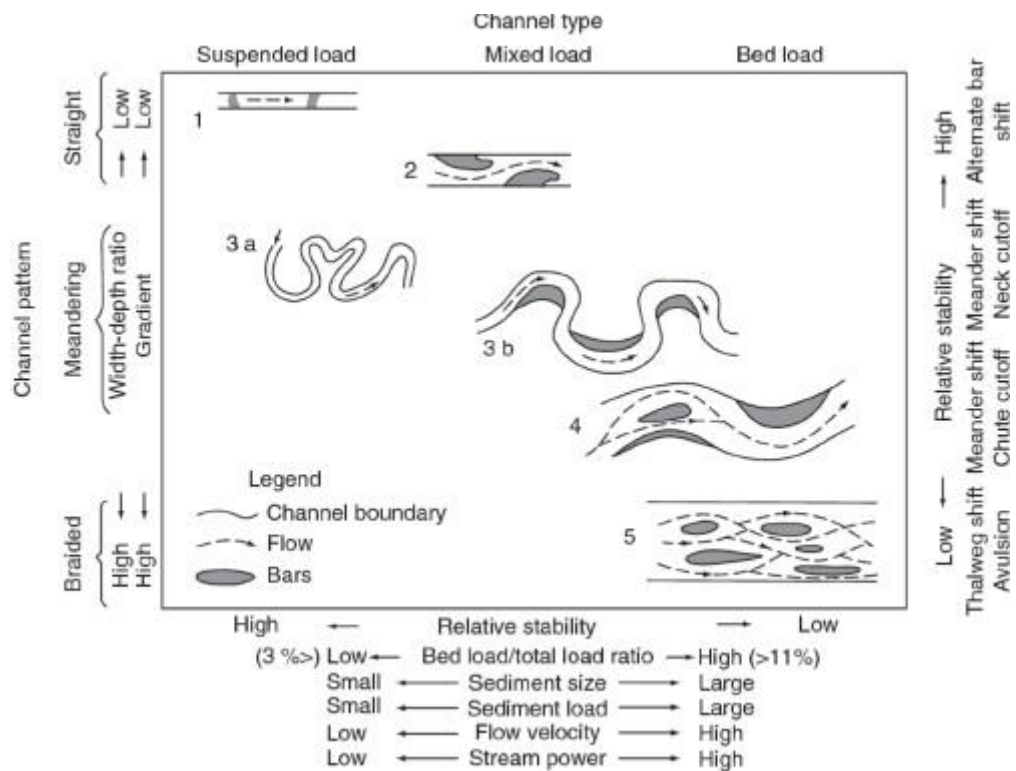 Channel type
Suspended load Mixed load Bed load
Channel pattern
Straight
Meandering
Braided
Low Width-depth ratio High
Low Gradient High
1
2
3 a
3 b
4
5
Legend
Channel boundary
Flow
Bars
High Relative stability Low
Alternate bar shift
Meander shift Neck cutoff
Meander shift Chute cutoff
Thalweg shift Avulsion
High Relative stability Low
(3 %>) Low Bed load/total load ratio High (>11%)
Small Sediment size Large
Small Sediment load Large
Low Flow velocity High
Low Stream power High